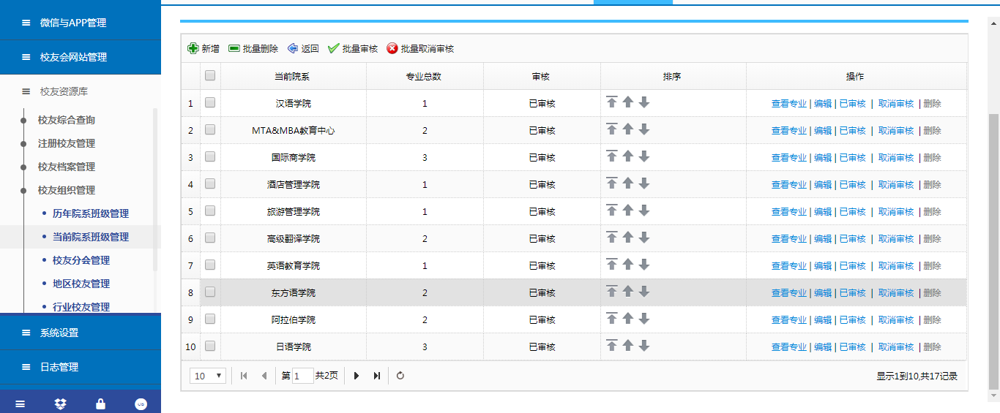 微信与APP管理
校友会网站管理
校友资源库
校友综合查询
注册校友管理
校友档案管理
校友组织管理
历年院系班级管理
当前院系班级管理
校友分会管理
地区校友管理
行业校友管理
系统设置
日志管理
新增 批量删除 返回 批量审核 批量取消审核
当前院系 专业总数 审核 排序 操作
1 汉语学院 1 已审核 查看专业 | 编辑 | 已审核 | 取消审核 | 删除
2 MTA&MBA教育中心 2 已审核 查看专业 | 编辑 | 已审核 | 取消审核 | 删除
3 国际商学院 3 已审核 查看专业 | 编辑 | 已审核 | 取消审核 | 删除
4 酒店管理学院 1 已审核 查看专业 | 编辑 | 已审核 | 取消审核 | 删除
5 旅游管理学院 1 已审核 查看专业 | 编辑 | 已审核 | 取消审核 | 删除
6 高级翻译学院 2 已审核 查看专业 | 编辑 | 已审核 | 取消审核 | 删除
7 英语教育学院 1 已审核 查看专业 | 编辑 | 已审核 | 取消审核 | 删除
8 东方语学院 2 已审核 查看专业 | 编辑 | 已审核 | 取消审核 | 删除
9 阿拉伯学院 2 已审核 查看专业 | 编辑 | 已审核 | 取消审核 | 删除
10 日语学院 3 已审核 查看专业 | 编辑 | 已审核 | 取消审核 | 删除
10 第 1 共2页 显示1到10,共17记录